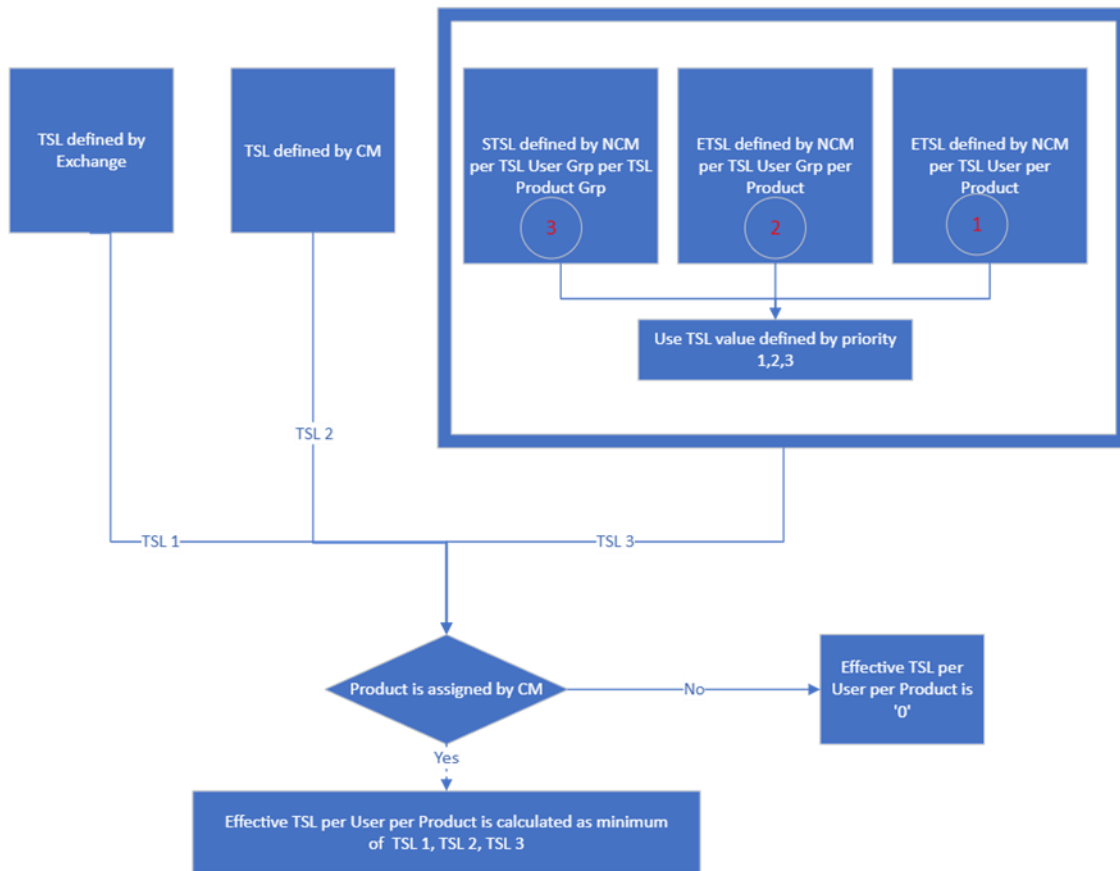 TSL defined by
Exchange
TSL defined by CM
STSL defined by NCM
per TSL User Grp per TSL
Product Grp
3
ETSL defined by NCM
per TSL User Grp per
Product
2
ETSL defined by NCM
per TSL User per
Product
1
Use TSL value defined by priority
1,2,3
TSL 2
TSL 1
TSL 3
Product is assigned by CM
No
Effective TSL per
User per Product is
'0'
Yes
Effective TSL per User per Product is calculated as minimum
of TSL 1, TSL 2, TSL 3